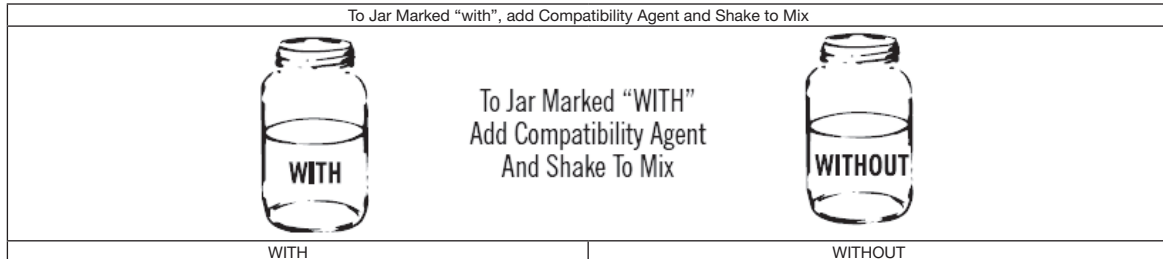 To Jar Marked “with”, add Compatibility Agent and Shake to Mix
To Jar Marked “WITH”
Add Compatibility Agent
And Shake To Mix
WITH
WITHOUT
WITH
WITHOUT